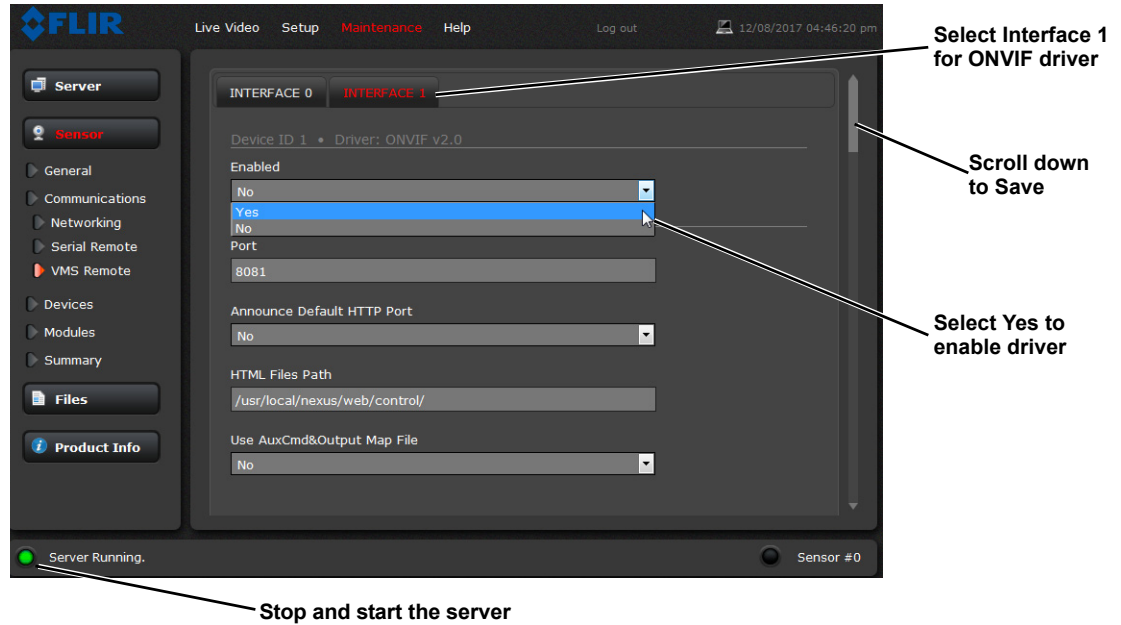 FLIR
Live Video Setup Maintenance Help Log out 12/08/2017 04:46:20 pm
Select Interface 1
for ONVIF driver
Server
Sensor
General
Communications
Networking
Serial Remote
VMS Remote
Devices
Modules
Summary
Files
Product Info
INTERFACE 0 INTERFACE 1
Device ID 1 • Driver: ONVIF v2.0
Enabled
No
Yes
No
Port
8081
Announce Default HTTP Port
No
HTML Files Path
/usr/local/nexus/web/control/
Use AuxCmd&Output Map File
No
Scroll down
to Save
Select Yes to
enable driver
Server Running. Sensor #0
Stop and start the server